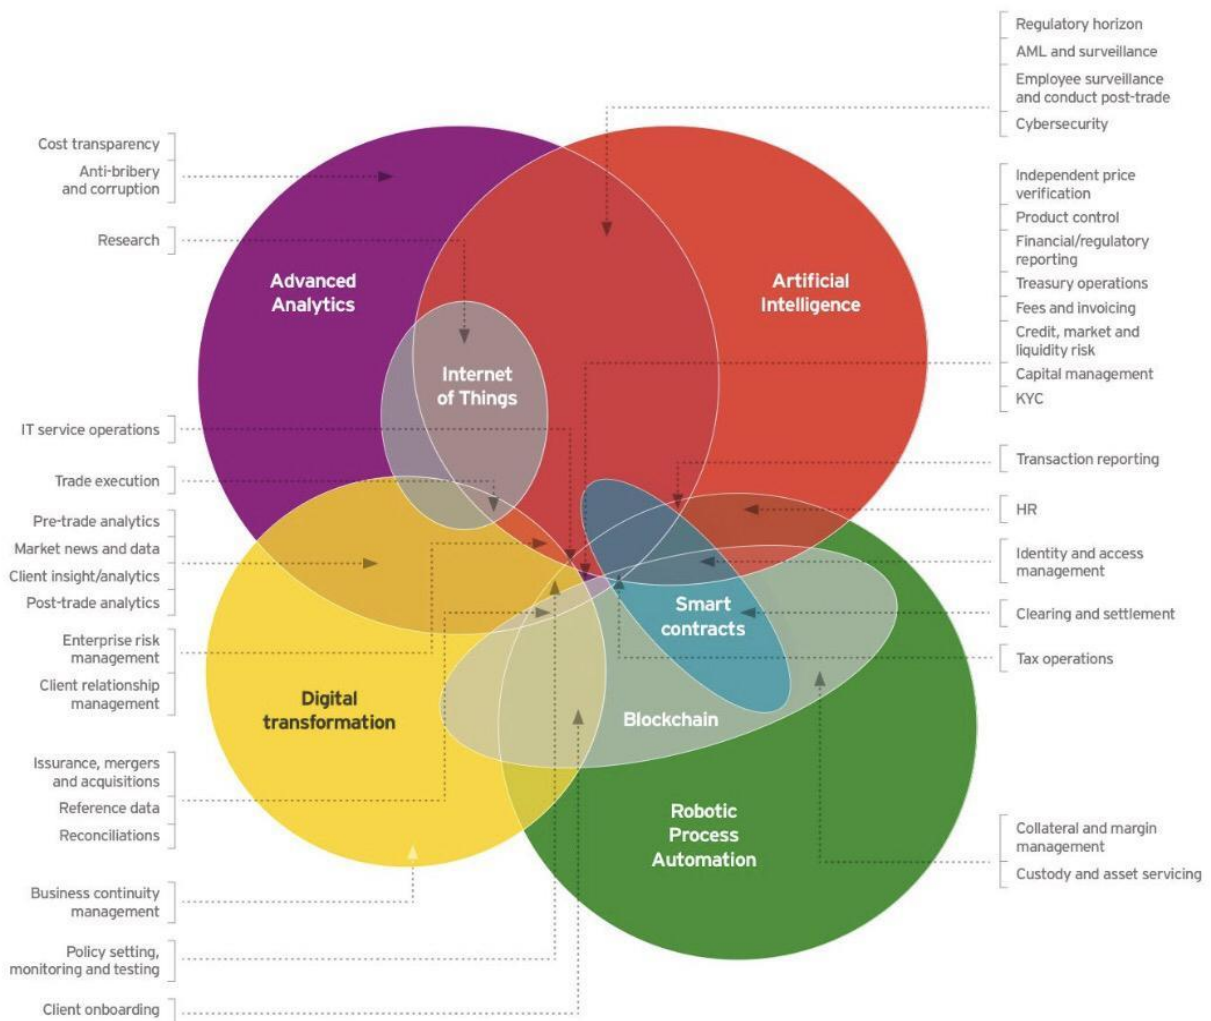 Regulatory horizon
AML and surveillance
Employee surveillance
and conduct post-trade
Cybersecurity
Cost transparency
Anti-bribery
and corruption
Research
Independent price
verification
Product control
Financial/regulatory
reporting
Treasury operations
Fees and invoicing
Credit, market and
liquidity risk
Capital management
KYC
Advanced
Analytics
Artificial
Intelligence
Internet
of Things
IT service operations
Trade execution
Pre-trade analytics
Market news and data
Client insight/analytics
Post-trade analytics
Enterprise risk
management
Client relationship
management
Transaction reporting
HR
Identity and access
management
Clearing and settlement
Tax operations
Smart
contracts
Digital
transformation
Blockchain
Issurance, mergers
and acquisitions
Reference data
Reconciliations
Robotic
Process
Automation
Collateral and margin
management
Custody and asset servicing
Business continuity
management
Policy setting,
monitoring and testing
Client onboarding